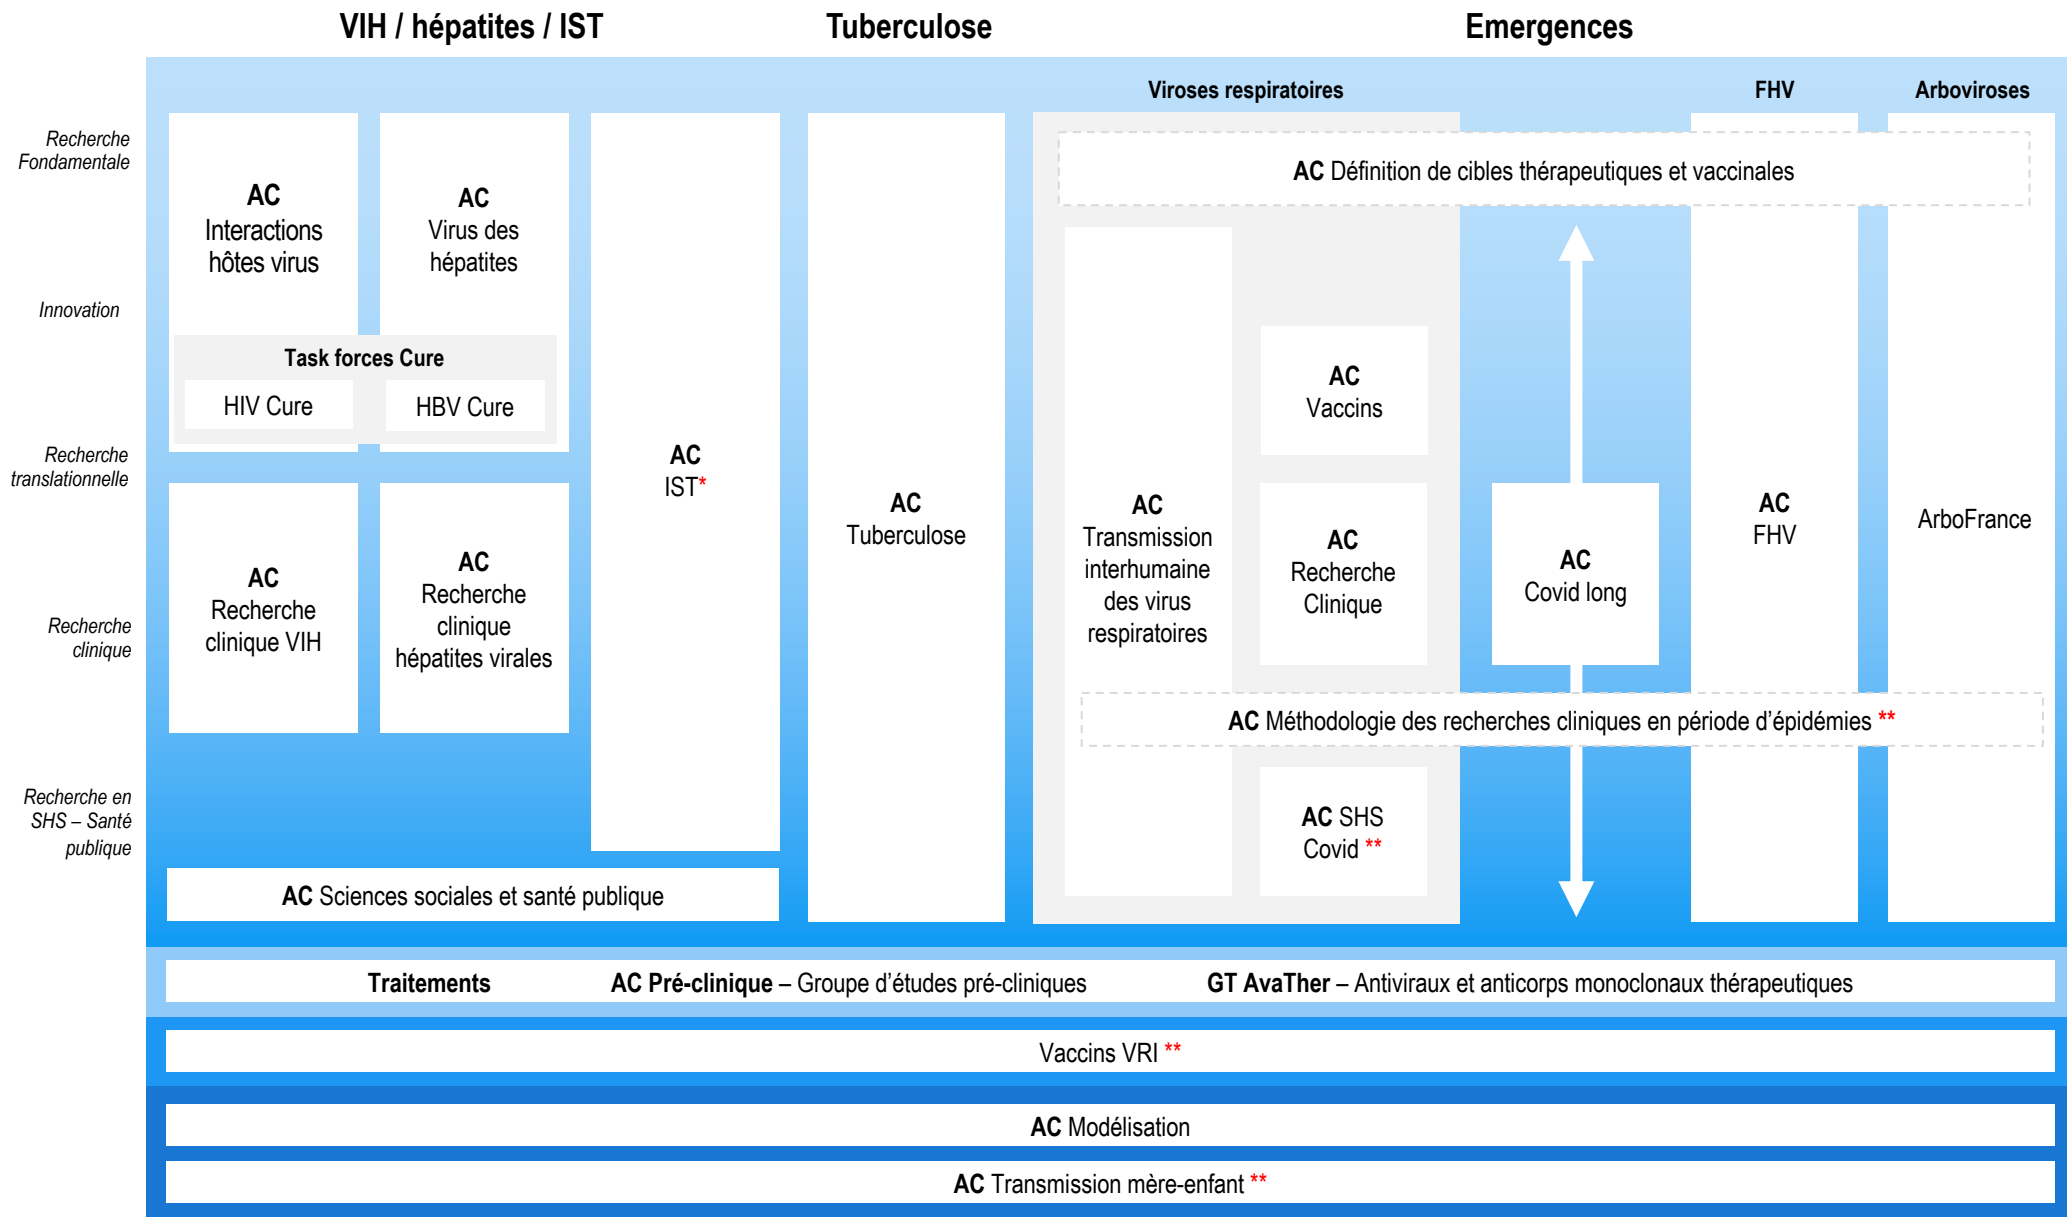 VIH / hépatites / IST
Tuberculose
Emergences
Viroses respiratoires
FHV
Arboviroses
Recherche
Fondamentale
Innovation
Recherche
translationnelle
Recherche
clinique
Recherche en
SHS – Santé
publique
AC
Interactions
hôtes virus
AC
Virus des
hépatites
Task forces Cure
HIV Cure
HBV Cure
AC
Recherche
clinique VIH
AC
Recherche
clinique
hépatites virales
AC
IST*
AC Sciences sociales et santé publique
AC
Tuberculose
AC Définition de cibles thérapeutiques et vaccinales
AC
Transmission
interhumaine
des virus
respiratoires
AC
Vaccins
AC
Recherche
Clinique
AC
Covid long
AC
FHV
ArboFrance
AC Méthodologie des recherches cliniques en période d’épidémies **
AC SHS
Covid **
Traitements
AC Pré-clinique – Groupe d’études pré-cliniques
GT AvaTher – Antiviraux et anticorps monoclonaux thérapeutiques
Vaccins VRI **
AC Modélisation
AC Transmission mère-enfant **